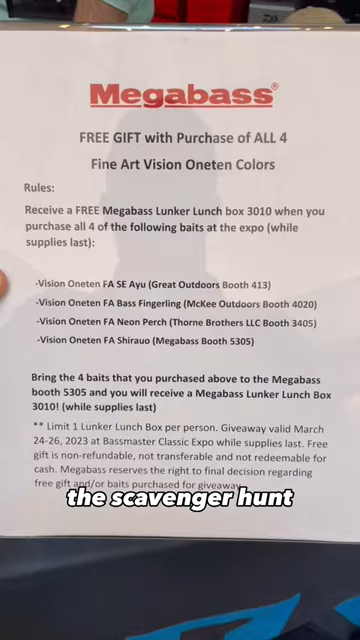 Megabass®
FREE GIFT with Purchase of ALL 4
Fine Art Vision Oneten Colors
Rules:
Receive a FREE Megabass Lunker Lunch box 3010 when you
purchase all 4 of the following baits at the expo (while
supplies last):
-Vision Oneten FA SE Ayu (Great Outdoors Booth 413)
-Vision Oneten FA Bass Fingerling (McKee Outdoors Booth 4020)
-Vision Oneten FA Neon Perch (Thorne Brothers LLC Booth 3405)
-Vision Oneten FA Shirauo (Megabass Booth 5305)
Bring the 4 baits that you purchased above to the Megabass
booth 5305 and you will receive a Megabass Lunker Lunch Box
3010! (while supplies last)
** Limit 1 Lunker Lunch Box per person. Giveaway valid March
24-26, 2023 at Bassmaster Classic Expo while supplies last. Free
gift is non-refundable, not transferable and not redeemable for
cash. Megabass reserves the right to final decision regarding
free gift and/or baits purchased for giveaway
the scavenger hunt